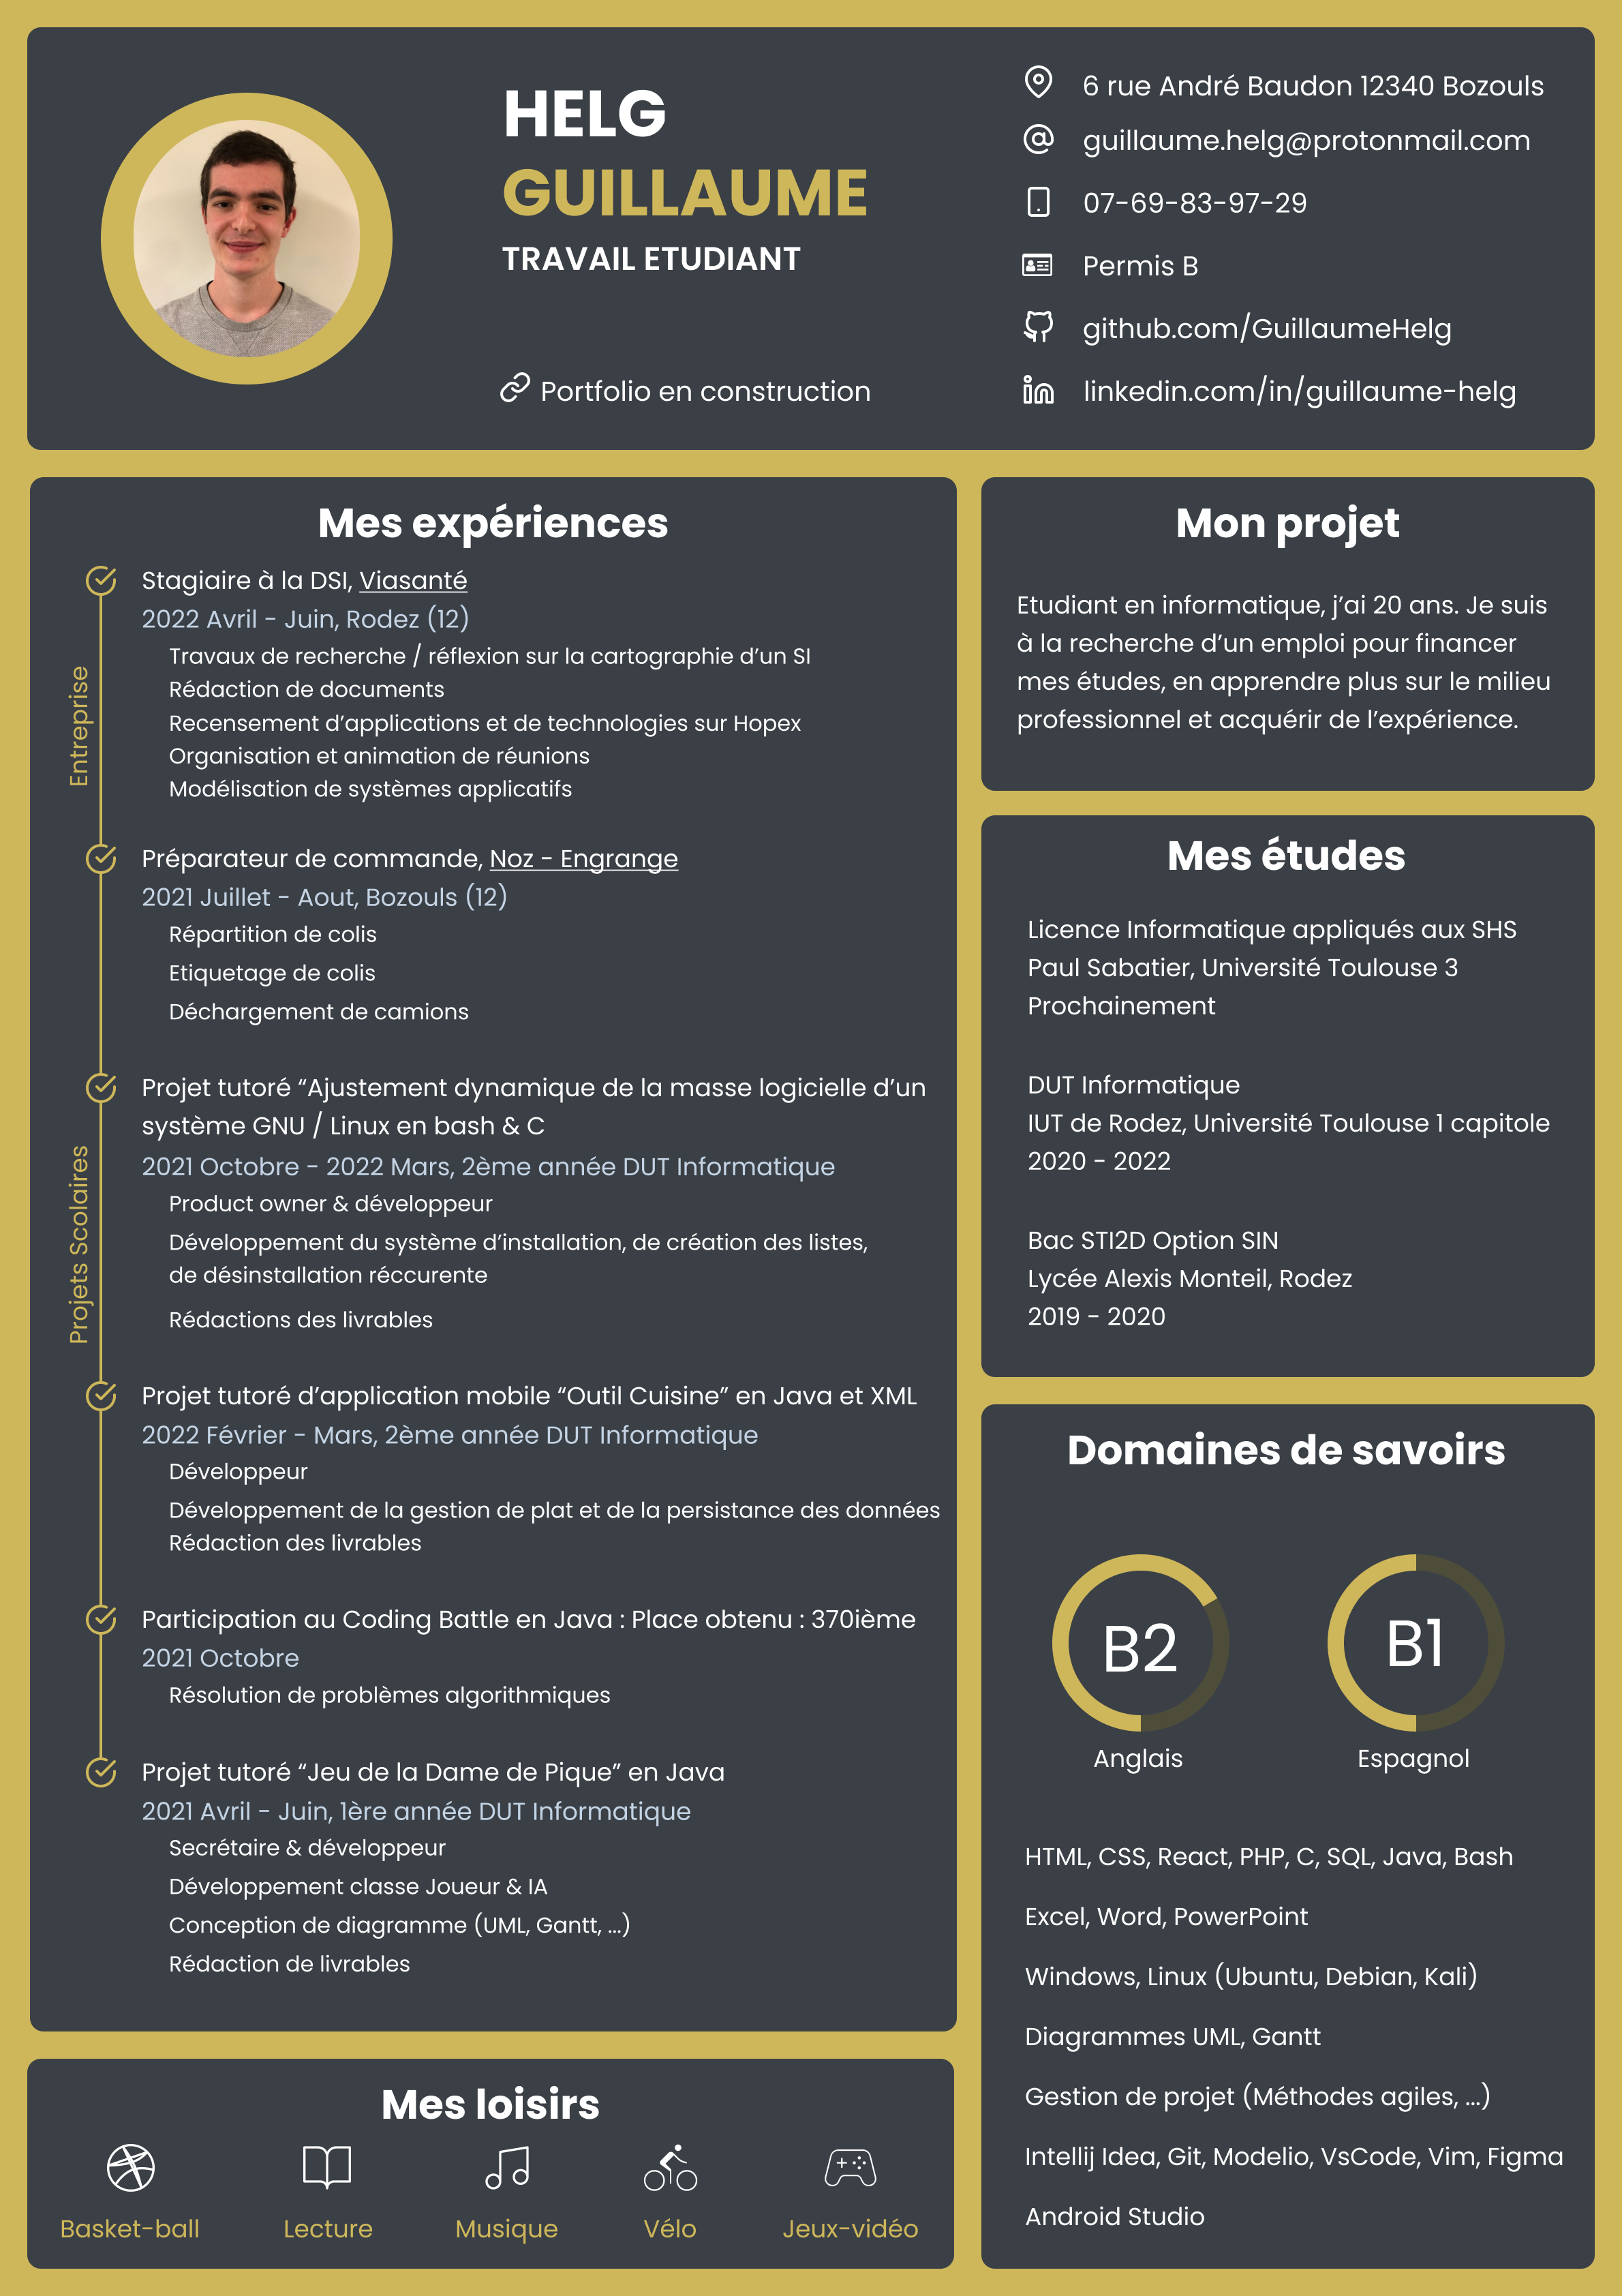 HELG
GUILLAUME
TRAVAIL ETUDIANT
Portfolio en construction
6 rue André Baudon 12340 Bozouls
guillaume.helg@protonmail.com
07-69-83-97-29
Permis B
github.com/GuillaumeHelg
linkedin.com/in/guillaume-helg
Mes expériences
Entreprise
Stagiaire à la DSI, Viasanté
2022 Avril - Juin, Rodez (12)
Travaux de recherche / réflexion sur la cartographie d’un SI
Rédaction de documents
Recensement d’applications et de technologies sur Hopex
Organisation et animation de réunions
Modélisation de systèmes applicatifs
Préparateur de commande, Noz - Engrange
2021 Juillet - Aout, Bozouls (12)
Répartition de colis
Etiquetage de colis
Déchargement de camions
Projets Scolaires
Projet tutoré “Ajustement dynamique de la masse logicielle d’un
système GNU / Linux en bash & C
2021 Octobre - 2022 Mars, 2ème année DUT Informatique
Product owner & développeur
Développement du système d’installation, de création des listes,
de désinstallation réccurente
Rédactions des livrables
Projet tutoré d’application mobile “Outil Cuisine” en Java et XML
2022 Février - Mars, 2ème année DUT Informatique
Développeur
Développement de la gestion de plat et de la persistance des données
Rédaction des livrables
Participation au Coding Battle en Java : Place obtenu : 370ième
2021 Octobre
Résolution de problèmes algorithmiques
Projet tutoré “Jeu de la Dame de Pique” en Java
2021 Avril - Juin, 1ère année DUT Informatique
Secrétaire & développeur
Développement classe Joueur & IA
Conception de diagramme (UML, Gantt, ...)
Rédaction de livrables
Mes loisirs
Basket-ball
Lecture
Musique
Vélo
Jeux-vidéo
Mon projet
Etudiant en informatique, j’ai 20 ans. Je suis
à la recherche d’un emploi pour financer
mes études, en apprendre plus sur le milieu
professionnel et acquérir de l’expérience.
Mes études
Licence Informatique appliqués aux SHS
Paul Sabatier, Université Toulouse 3
Prochainement
DUT Informatique
IUT de Rodez, Université Toulouse 1 capitole
2020 - 2022
Bac STI2D Option SIN
Lycée Alexis Monteil, Rodez
2019 - 2020
Domaines de savoirs
B2
Anglais
B1
Espagnol
HTML, CSS, React, PHP, C, SQL, Java, Bash
Excel, Word, PowerPoint
Windows, Linux (Ubuntu, Debian, Kali)
Diagrammes UML, Gantt
Gestion de projet (Méthodes agiles, ...)
Intellij Idea, Git, Modelio, VsCode, Vim, Figma
Android Studio